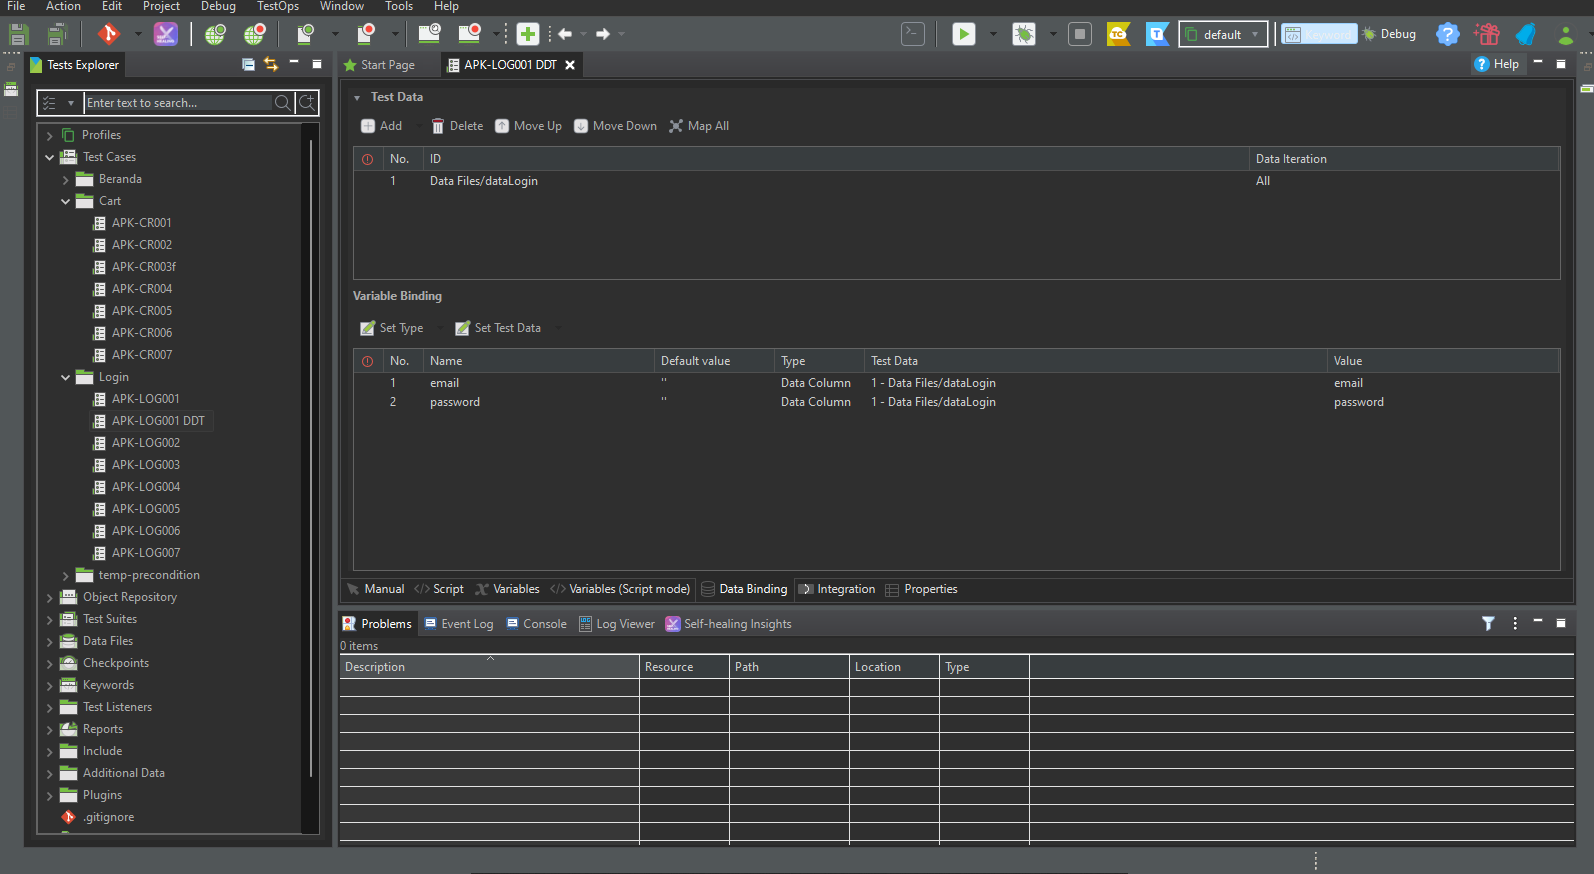 File Action Edit Project Debug TestOps Window Tools Help
default Keyword Debug
Tests Explorer
Start Page APK-LOG001 DDT Help
Enter text to search...
Profiles
Test Cases
Beranda
Cart
APK-CR001
APK-CR002
APK-CR003f
APK-CR004
APK-CR005
APK-CR006
APK-CR007
Login
APK-LOG001
APK-LOG001 DDT
APK-LOG002
APK-LOG003
APK-LOG004
APK-LOG005
APK-LOG006
APK-LOG007
temp-precondition
Object Repository
Test Suites
Data Files
Checkpoints
Keywords
Test Listeners
Reports
Include
Additional Data
Plugins
.gitignore
Test Data
Add Delete Move Up Move Down Map All
No. ID Data Iteration
1 Data Files/dataLogin All
Variable Binding
Set Type Set Test Data
No. Name Default value Type Test Data Value
1 email '' Data Column 1 - Data Files/dataLogin email
2 password '' Data Column 1 - Data Files/dataLogin password
Manual Script Variables Variables (Script mode) Data Binding Integration Properties
Problems Event Log Console Log Viewer Self-healing Insights
0 items
Description Resource Path Location Type